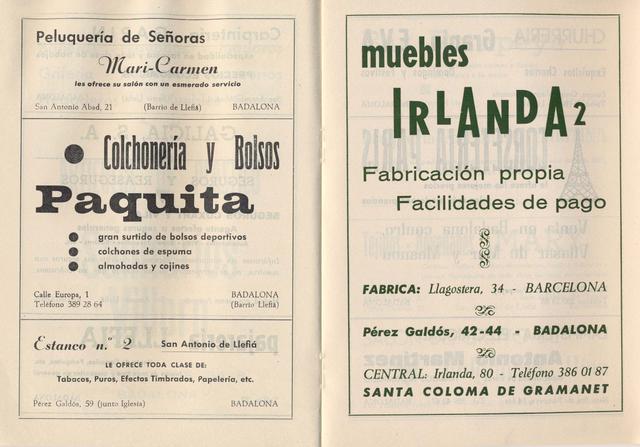 Peluquería de Señoras
Mari-Carmen
les ofrece su salón con un esmerado servicio
San Antonio Abad, 21 (Barrio de Llefiá) BADALONA
Colchonería y Bolsos
Paquita
gran surtido de bolsos deportivos
colchones de espuma
almohadas y cojines
Calle Europa, 1 BADALONA
Teléfono 389 28 64 (Barrio Llefiá)
Estanco n.º 2 San Antonio de Llefiá
LE OFRECE TODA CLASE DE:
Tabacos, Puros, Efectos Timbrados, Papelería, etc.
Pérez Galdós, 59 (junto Iglesia) BADALONA
muebles
IRLANDA 2
Fabricación propia
Facilidades de pago
FABRICA: Llagostera, 34 - BARCELONA
Pérez Galdós, 42-44 - BADALONA
CENTRAL: Irlanda, 80 - Teléfono 386 01 87
SANTA COLOMA DE GRAMANET